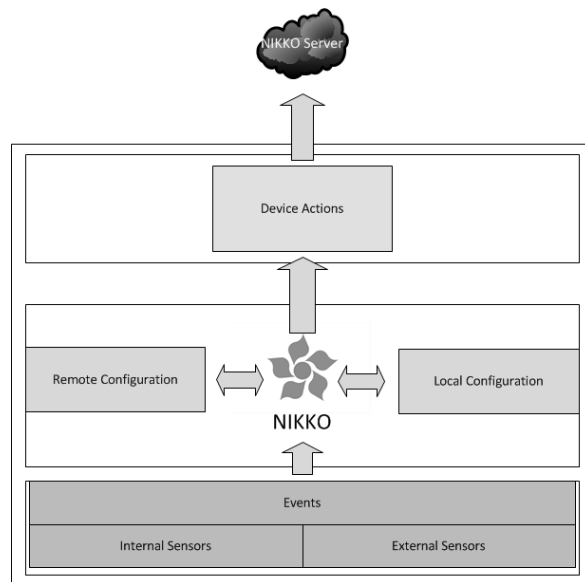 NIKKO Server
Device Actions
Remote Configuration
Local Configuration
NIKKO
Events
Internal Sensors
External Sensors